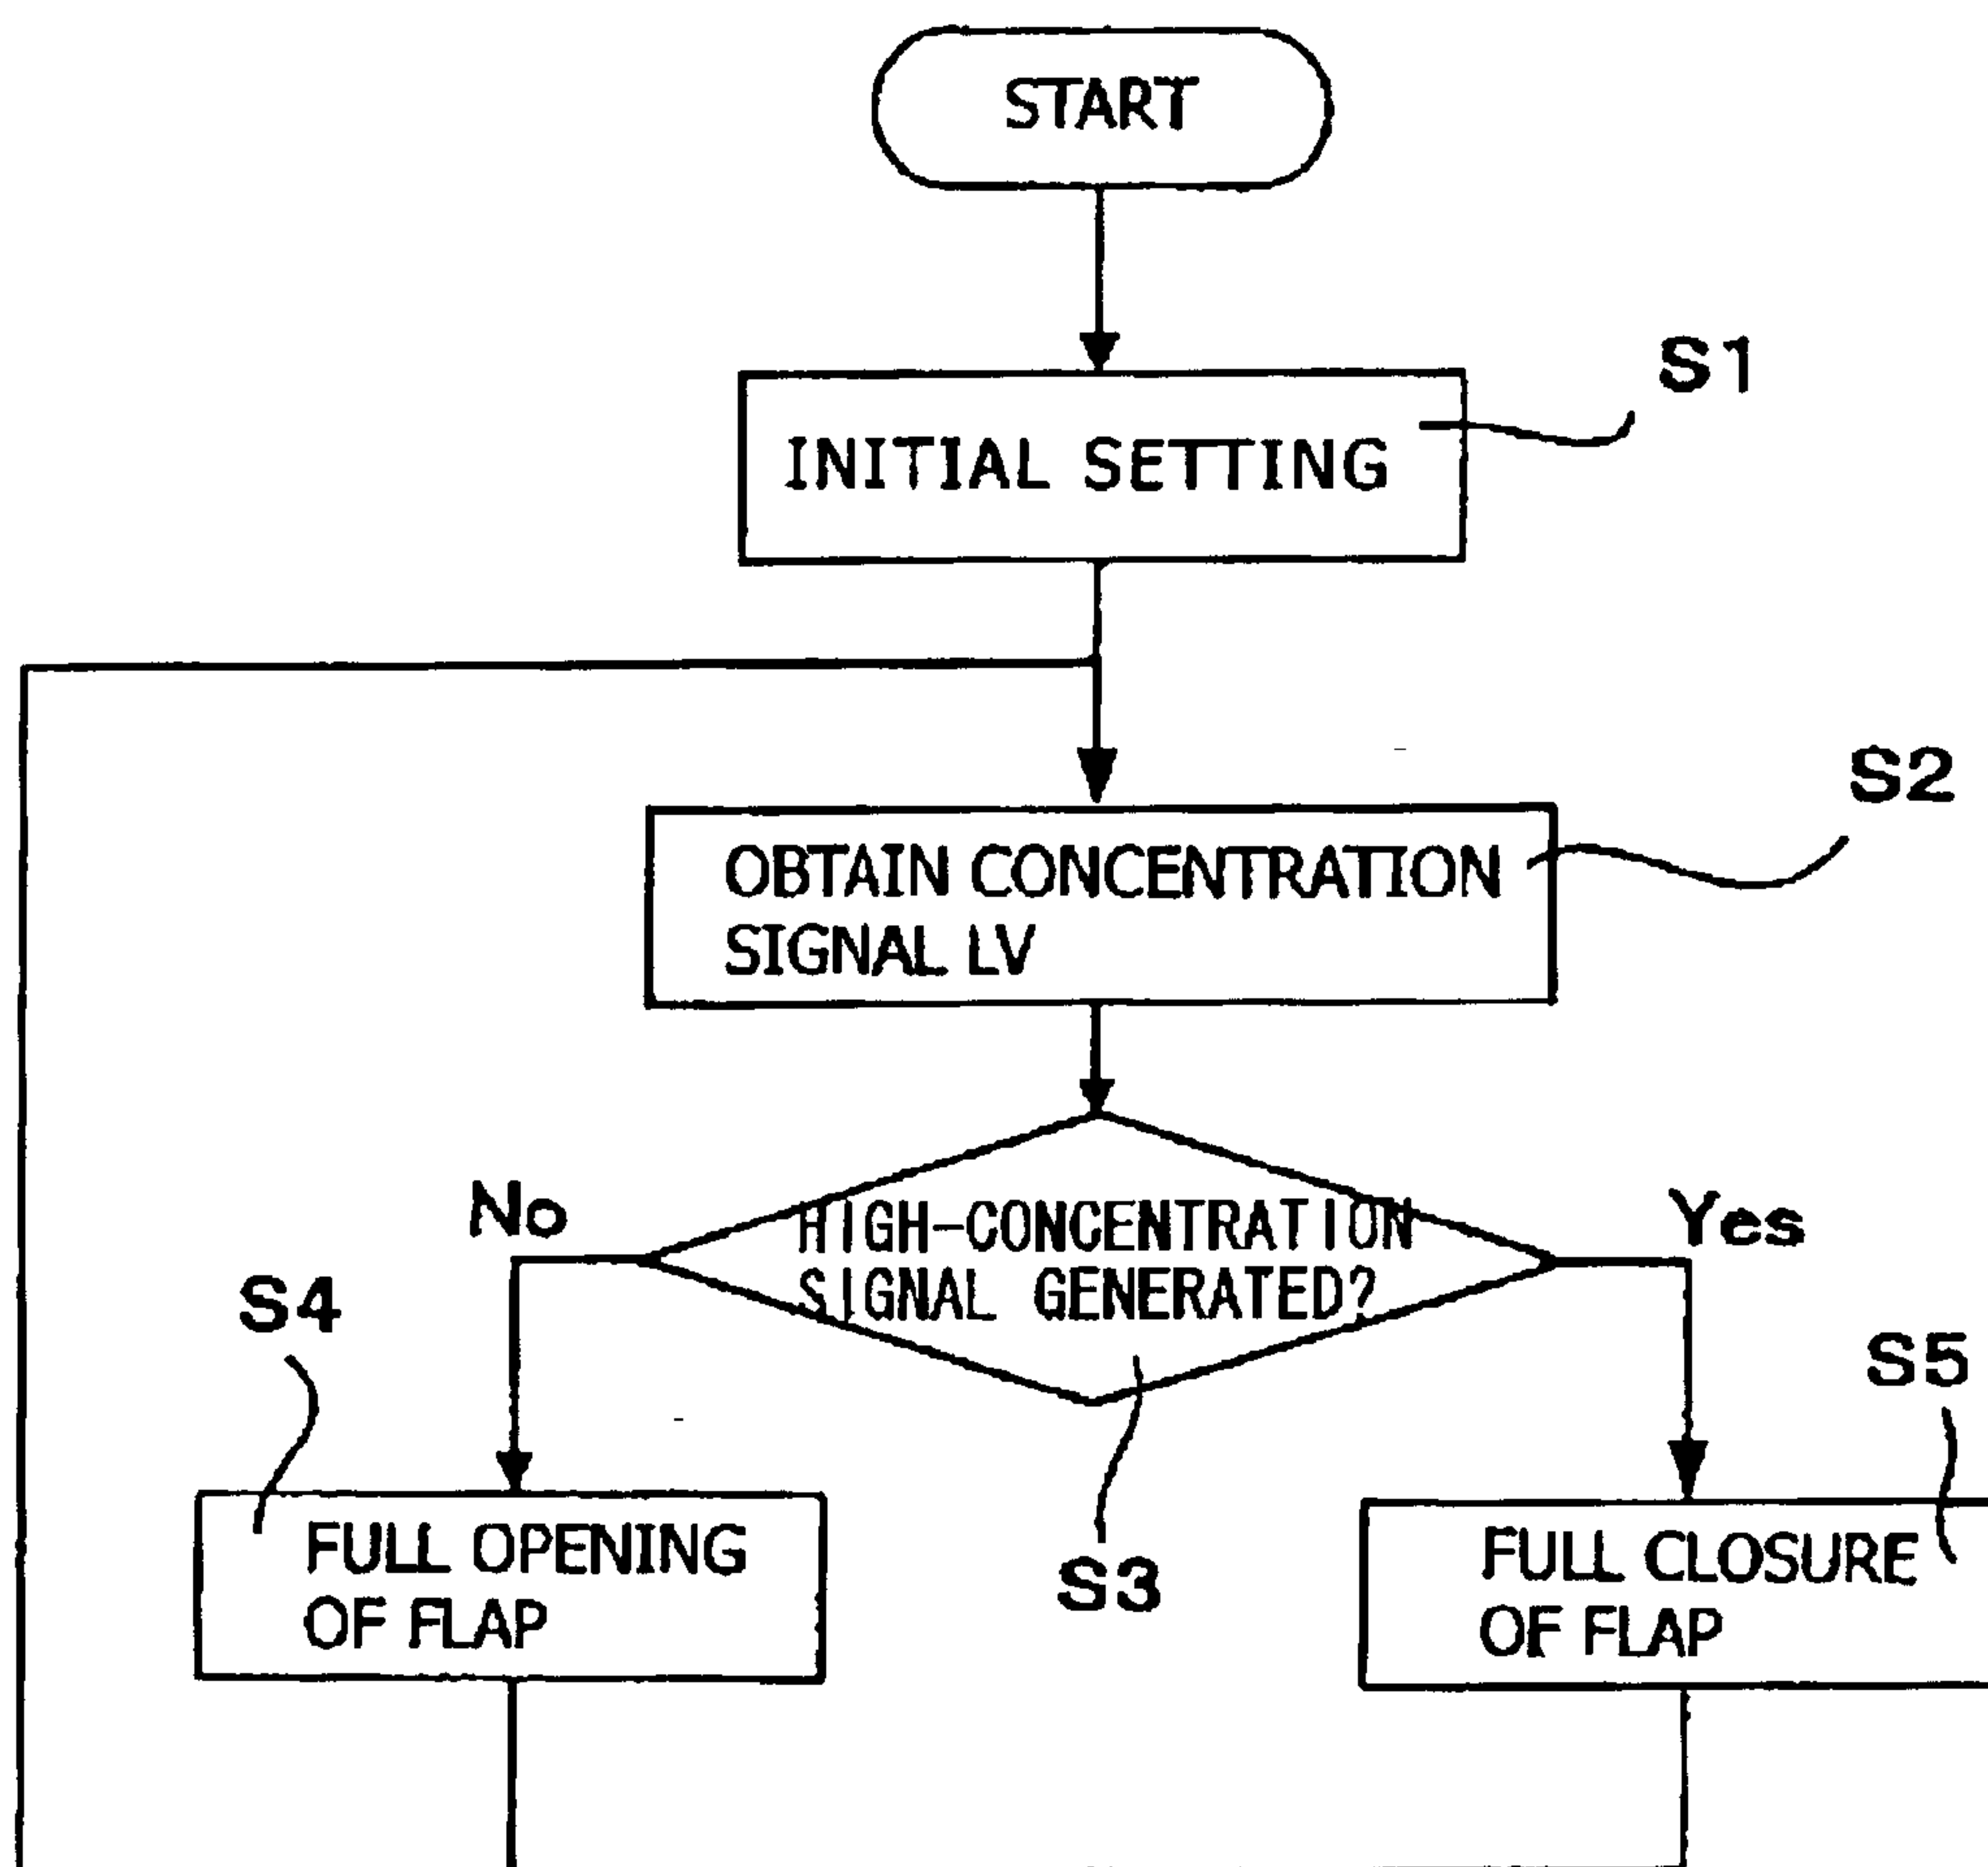 START
S1
INITIAL SETTING
S2
OBTAIN CONCENTRATION
SIGNAL LV
No
HIGH-CONCENTRATION
SIGNAL GENERATED?
Yes
S4
S5
FULL OPENING
OF FLAP
S3
FULL CLOSURE
OF FLAP